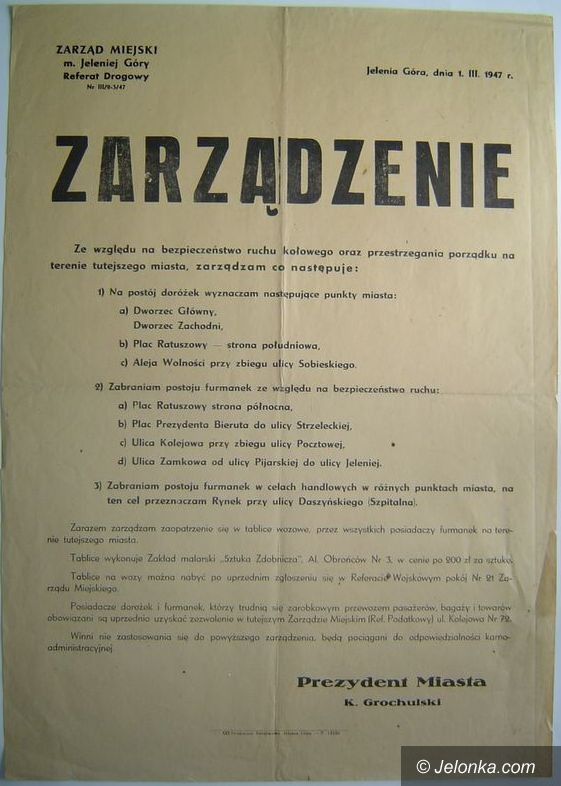 ZARZĄD MIEJSKI
m. Jeleniej Góry
Referat Drogowy
Nr III/9-3/47
Jelenia Góra, dnia 1. III. 1947 r.
ZARZĄDZENIE
Ze względu na bezpieczeństwo ruchu kołowego oraz przestrzegania porządku na
terenie tutejszego miasta, zarządzam co następuje:
1) Na postój doróżek wyznaczam następujące punkty miasta:
a) Dworzec Główny,
Dworzec Zachodni,
b) Plac Ratuszowy — strona południowa,
c) Aleja Wolności przy zbiegu ulicy Sobieskiego.
2) Zabraniam postoju furmanek ze względu na bezpieczeństwo ruchu:
a) Plac Ratuszowy strona północna,
b) Plac Prezydenta Bieruta do ulicy Strzeleckiej,
c) Ulica Kolejowa przy zbiegu ulicy Pocztowej,
d) Ulica Zamkowa od ulicy Pijarskiej do ulicy Jeleniej.
3) Zabraniam postoju furmanek w celach handlowych w różnych punktach miasta, na
ten cel przeznaczam Rynek przy ulicy Daszyńskiego (Szpitalna).
Zarazem zarządzam zaopatrzenie się w tablice wozowe, przez wszystkich posiadaczy furmanek na tere-
nie tutejszego miasta.
Tablice wykonuje Zakład malarski „Sztuka Zdobnicza", Al. Obrońców Nr 3, w cenie po 200 zł za sztukę.
Tablice na wozy można nabyć po uprzednim zgłoszeniu się w Referacie Wojskowym pokój Nr 21 Za-
rządu Miejskiego.
Posiadacze doróżek i furmanek, którzy trudnią się zarobkowym przewozem pasażerów, bagaży i towarów
obowiązani są uprzednio uzyskać zezwolenie w tutejszym Zarządzie Miejskim (Ref. Podatkowy) ul. Kolejowa Nr 72.
Winni nie zastosowania się do powyższego zarządzenia, będą pociągani do odpowiedzialności karno-
administracyjnej.
Prezydent Miasta
K. Grochulski
© Jelonka.com